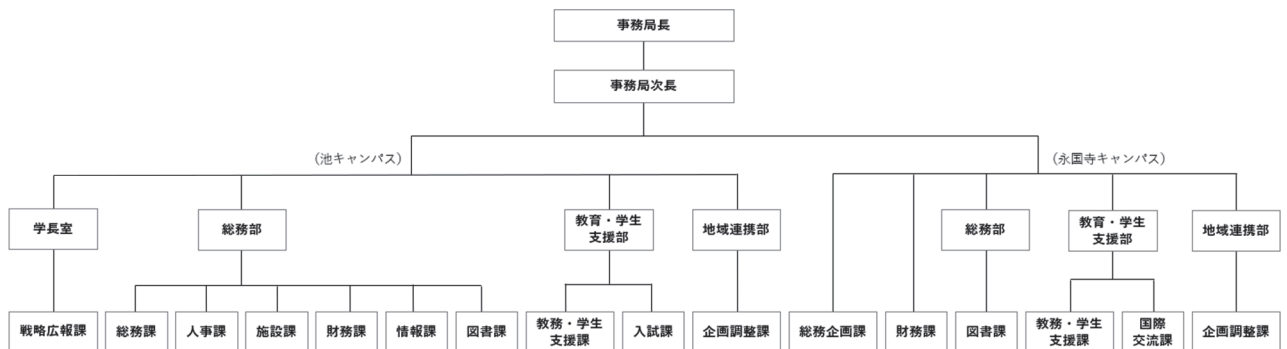 事務局長
事務局次長
(池キャンパス)
(永国寺キャンパス)
学長室
総務部
教育・学生
支援部
地域連携部
総務部
教育・学生
支援部
地域連携部
戦略広報課
総務課
人事課
施設課
財務課
情報課
図書課
教務・学生
支援課
入試課
企画調整課
総務企画課
財務課
図書課
教務・学生
支援課
国際
交流課
企画調整課